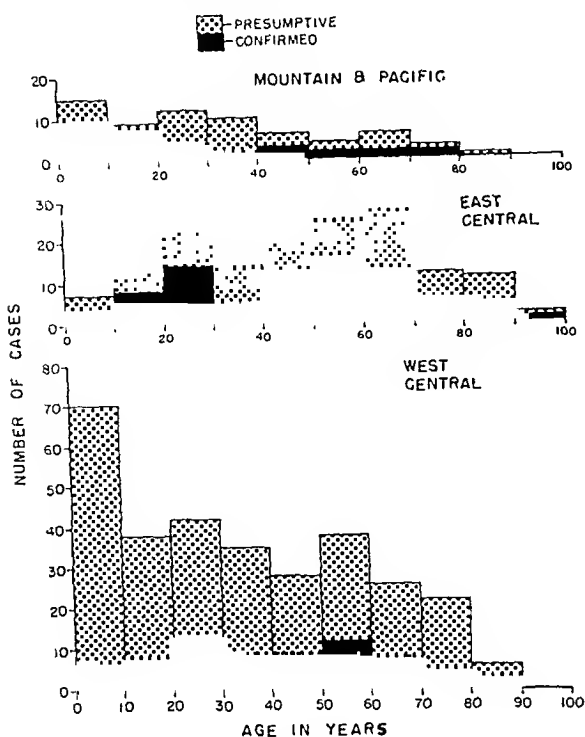 PRESUMPTIVE
CONFIRMED
MOUNTAIN & PACIFIC
20
10
0
0 20 40 60 80 100
EAST
CENTRAL
30
20
10
0
0 20 40 60 80 100
WEST
CENTRAL
NUMBER OF CASES
80
70
60
50
40
30
20
10
0
0 10 20 30 40 50 60 70 80 90 100
AGE IN YEARS